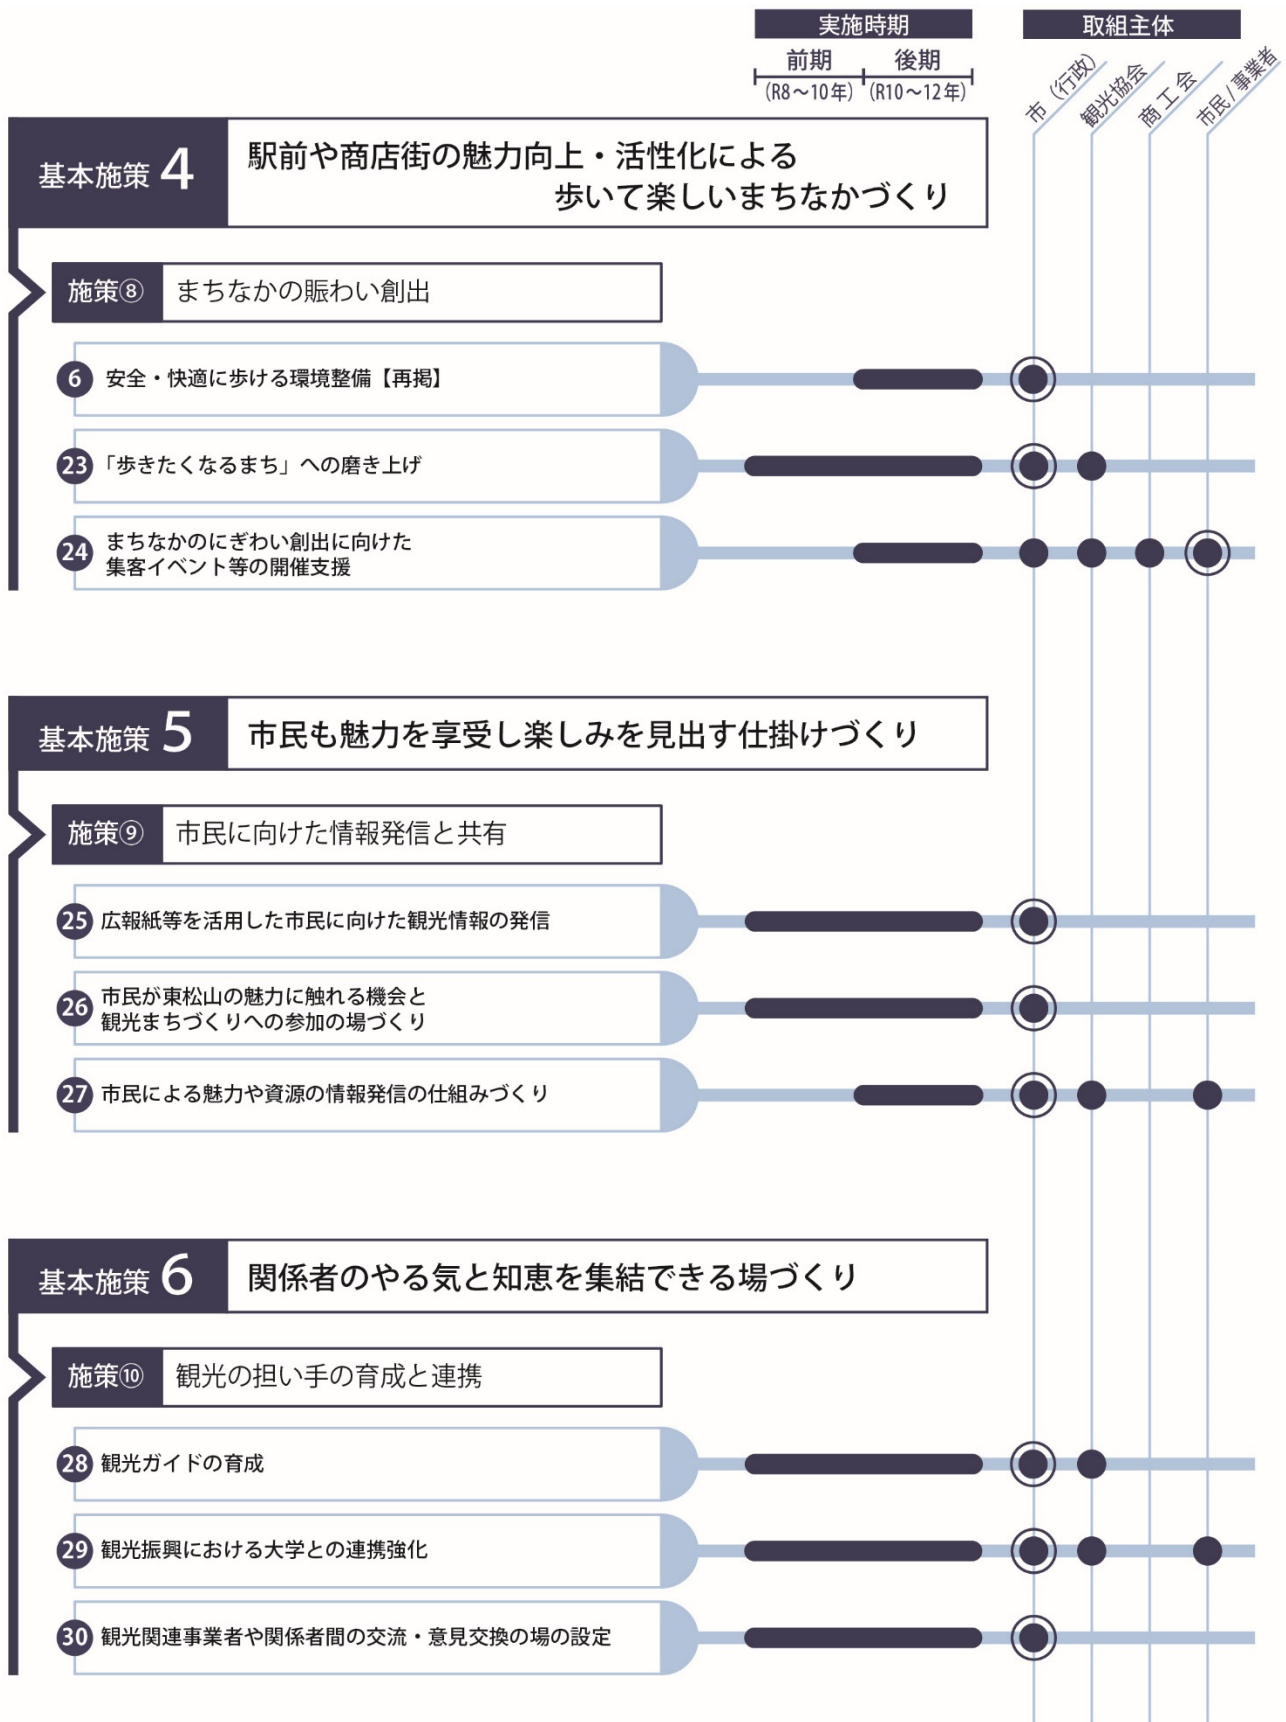 実施時期
取組主体
前期
後期
(R8～10年)
(R10～12年)
市（行政）
観光協会
商工会
市民/事業者
基本施策 4
駅前や商店街の魅力向上・活性化による
歩いて楽しいまちなかづくり
施策⑧
まちなかの賑わい創出
6 安全・快適に歩ける環境整備【再掲】
23 「歩きたくなるまち」への磨き上げ
24 まちなかのにぎわい創出に向けた
集客イベント等の開催支援
基本施策 5
市民も魅力を享受し楽しみを見出す仕掛けづくり
施策⑨
市民に向けた情報発信と共有
25 広報紙等を活用した市民に向けた観光情報の発信
26 市民が東松山の魅力に触れる機会と
観光まちづくりへの参加の場づくり
27 市民による魅力や資源の情報発信の仕組みづくり
基本施策 6
関係者のやる気と知恵を集結できる場づくり
施策⑩
観光の担い手の育成と連携
28 観光ガイドの育成
29 観光振興における大学との連携強化
30 観光関連事業者や関係者間の交流・意見交換の場の設定